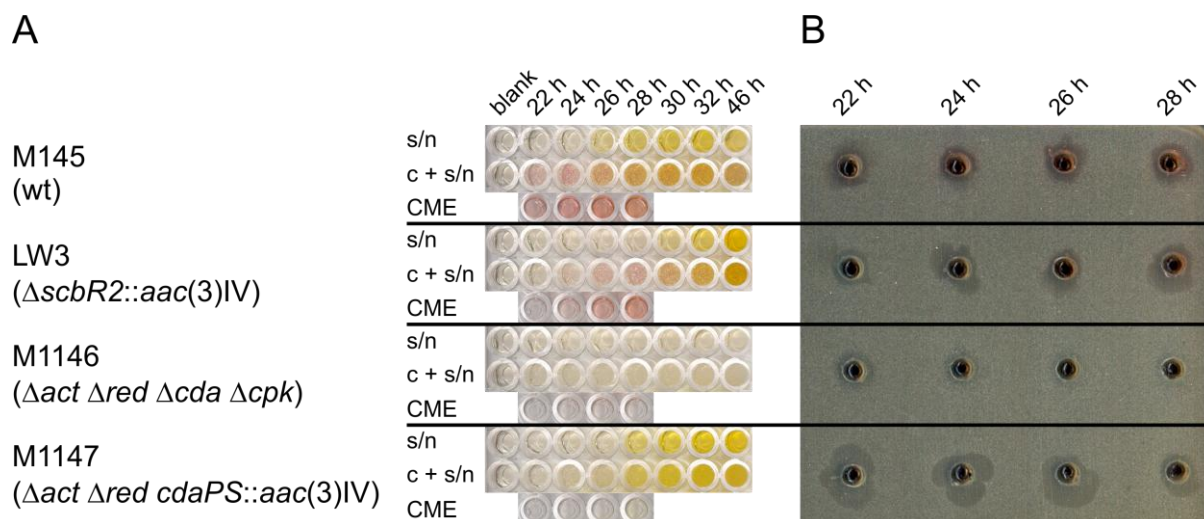 A
B
blank 22 h 24 h 26 h 28 h 30 h 32 h 46 h
22 h 24 h 26 h 28 h
M145
(wt)
s/n
c + s/n
CME
LW3
(ΔscbR2::aac(3)IV)
s/n
c + s/n
CME
M1146
(Δact Δred Δcda Δcpk)
s/n
c + s/n
CME
M1147
(Δact Δred cdaPS::aac(3)IV)
s/n
c + s/n
CME